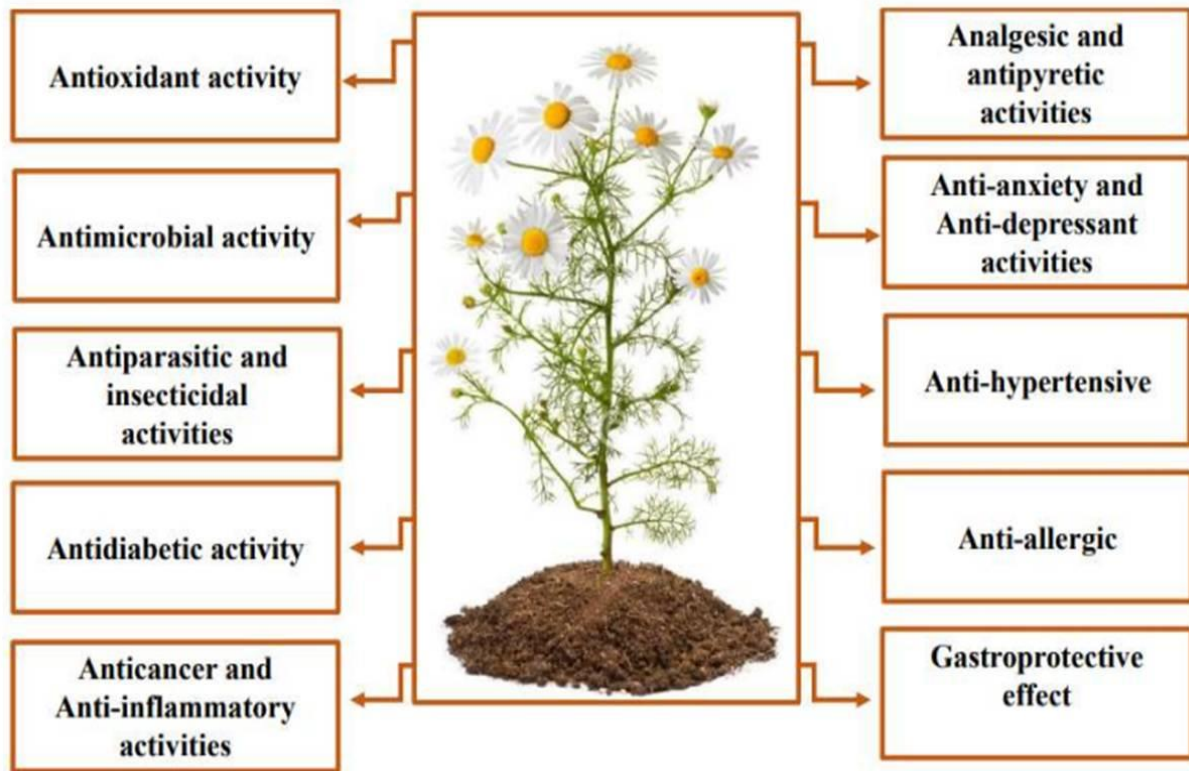 Antioxidant activity
Antimicrobial activity
Antiparasitic and
insecticidal
activities
Antidiabetic activity
Anticancer and
Anti-inflammatory
activities
Analgesic and
antipyretic
activities
Anti-anxiety and
Anti-depressant
activities
Anti-hypertensive
Anti-allergic
Gastroprotective
effect